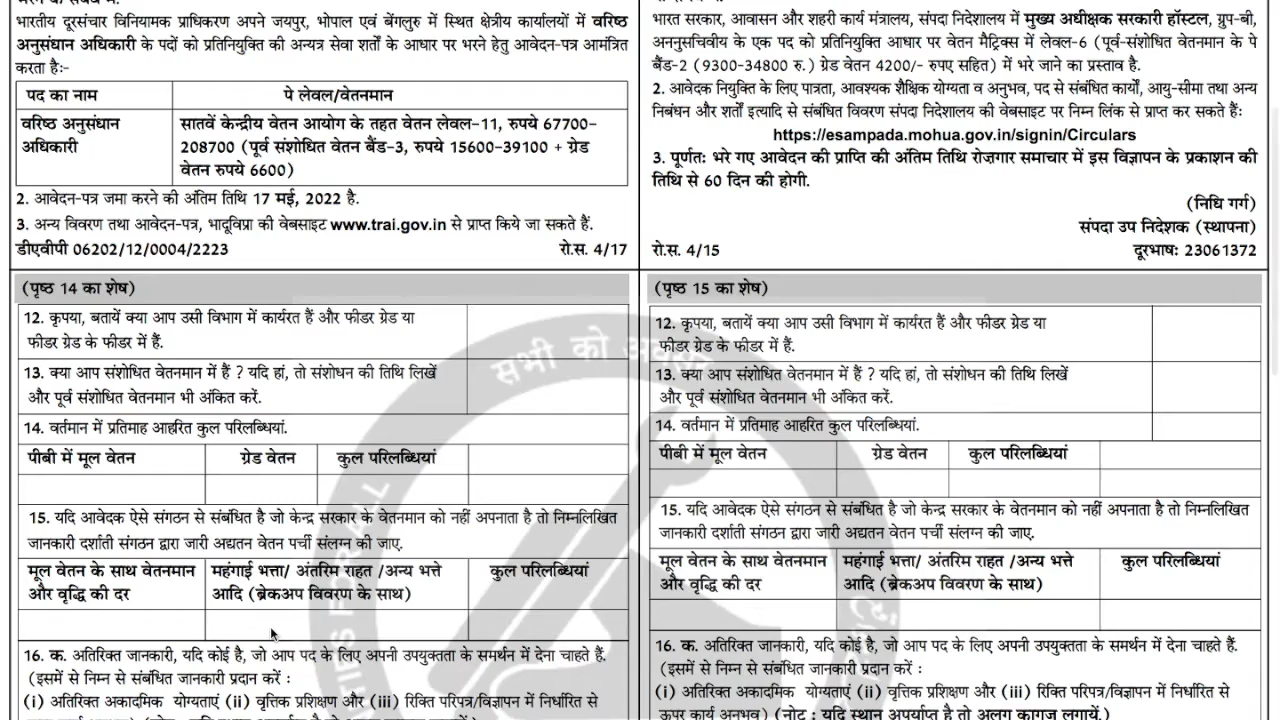 भारतीय दूरसंचार विनियामक प्राधिकरण अपने जयपुर, भोपाल एवं बेंगलुरु में स्थित क्षेत्रीय कार्यालयों में वरिष्ठ
अनुसंधान अधिकारी के पदों को प्रतिनियुक्ति की अन्यत्र सेवा शर्तों के आधार पर भरने हेतु आवेदन-पत्र आमंत्रित
करता है:-
पद का नाम
पे लेवल/वेतनमान
वरिष्ठ अनुसंधान
अधिकारी
सातवें केन्द्रीय वेतन आयोग के तहत वेतन लेवल-11, रुपये 67700-
208700 (पूर्व संशोधित वेतन बैंड-3, रुपये 15600-39100 + ग्रेड
वेतन रुपये 6600)
2. आवेदन-पत्र जमा करने की अंतिम तिथि 17 मई, 2022 है.
3. अन्य विवरण तथा आवेदन-पत्र, भादूविप्रा की वेबसाइट www.trai.gov.in से प्राप्त किये जा सकते हैं.
डीएवीपी 06202/12/0004/2223 रो.स. 4/17
भारत सरकार, आवासन और शहरी कार्य मंत्रालय, संपदा निदेशालय में मुख्य अधीक्षक सरकारी हॉस्टल, ग्रुप-बी,
अननुसचिवीय के एक पद को प्रतिनियुक्ति आधार पर वेतन मैट्रिक्स में लेवल-6 (पूर्व-संशोधित वेतनमान के पे
बैंड-2 (9300-34800 रु.) ग्रेड वेतन 4200/- रुपए सहित) में भरे जाने का प्रस्ताव है.
2. आवेदक नियुक्ति के लिए पात्रता, आवश्यक शैक्षिक योग्यता व अनुभव, पद से संबंधित कार्यों, आयु-सीमा तथा अन्य
निबंधन और शर्तों इत्यादि से संबंधित विवरण संपदा निदेशालय की वेबसाइट पर निम्न लिंक से प्राप्त कर सकते हैं:
https://esampada.mohua.gov.in/signin/Circulars
3. पूर्णत: भरे गए आवेदन की प्राप्ति की अंतिम तिथि रोज़गार समाचार में इस विज्ञापन के प्रकाशन की
तिथि से 60 दिन की होगी.
(निधि गर्ग)
संपदा उप निदेशक (स्थापना)
रो.स. 4/15 दूरभाष: 23061372
(पृष्ठ 14 का शेष)
12. कृपया, बतायें क्या आप उसी विभाग में कार्यरत हैं और फीडर ग्रेड या
फीडर ग्रेड के फीडर में हैं.
13. क्या आप संशोधित वेतनमान में हैं ? यदि हां, तो संशोधन की तिथि लिखें
और पूर्व संशोधित वेतनमान भी अंकित करें.
14. वर्तमान में प्रतिमाह आहरित कुल परिलब्धियां.
पीबी में मूल वेतन ग्रेड वेतन कुल परिलब्धियां
15. यदि आवेदक ऐसे संगठन से संबंधित है जो केन्द्र सरकार के वेतनमान को नहीं अपनाता है तो निम्नलिखित
जानकारी दर्शाती संगठन द्वारा जारी अद्यतन वेतन पर्ची संलग्न की जाए.
मूल वेतन के साथ वेतनमान
और वृद्धि की दर
महंगाई भत्ता/ अंतरिम राहत /अन्य भत्ते
आदि (ब्रेकअप विवरण के साथ)
कुल परिलब्धियां
16. क. अतिरिक्त जानकारी, यदि कोई है, जो आप पद के लिए अपनी उपयुक्तता के समर्थन में देना चाहते हैं.
(इसमें से निम्न से संबंधित जानकारी प्रदान करें :
(i) अतिरिक्त अकादमिक योग्यताएं (ii) वृत्तिक प्रशिक्षण और (iii) रिक्ति परिपत्र/विज्ञापन में निर्धारित से
(पृष्ठ 15 का शेष)
12. कृपया, बतायें क्या आप उसी विभाग में कार्यरत हैं और फीडर ग्रेड या
फीडर ग्रेड के फीडर में हैं.
13. क्या आप संशोधित वेतनमान में हैं ? यदि हां, तो संशोधन की तिथि लिखें
और पूर्व संशोधित वेतनमान भी अंकित करें.
14. वर्तमान में प्रतिमाह आहरित कुल परिलब्धियां.
पीबी में मूल वेतन ग्रेड वेतन कुल परिलब्धियां
15. यदि आवेदक ऐसे संगठन से संबंधित है जो केन्द्र सरकार के वेतनमान को नहीं अपनाता है तो निम्नलिखित
जानकारी दर्शाती संगठन द्वारा जारी अद्यतन वेतन पर्ची संलग्न की जाए.
मूल वेतन के साथ वेतनमान
और वृद्धि की दर
महंगाई भत्ता/ अंतरिम राहत /अन्य भत्ते
आदि (ब्रेकअप विवरण के साथ)
कुल परिलब्धियां
16. क. अतिरिक्त जानकारी, यदि कोई है, जो आप पद के लिए अपनी उपयुक्तता के समर्थन में देना चाहते हैं.
(इसमें से निम्न से संबंधित जानकारी प्रदान करें :
(i) अतिरिक्त अकादमिक योग्यताएं (ii) वृत्तिक प्रशिक्षण और (iii) रिक्ति परिपत्र/विज्ञापन में निर्धारित से
ऊपर कार्य अनुभव) (नोट : यदि स्थान अपर्याप्त है तो अलग कागज लगायें.)
सभी को
FOR ALL